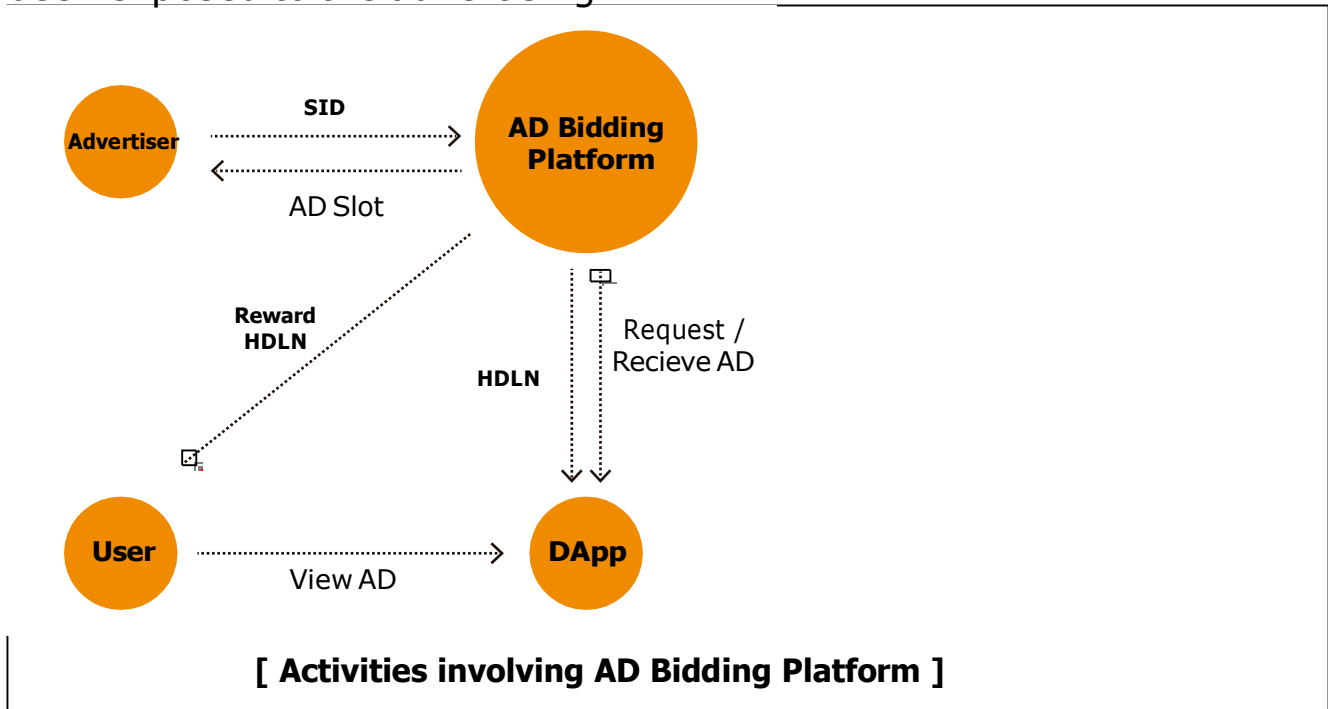 SID
Advertiser
AD Bidding
Platform
AD Slot
Reward
HDLN
Request /
Recieve AD
HDLN
User
DApp
View AD
[ Activities involving AD Bidding Platform ]